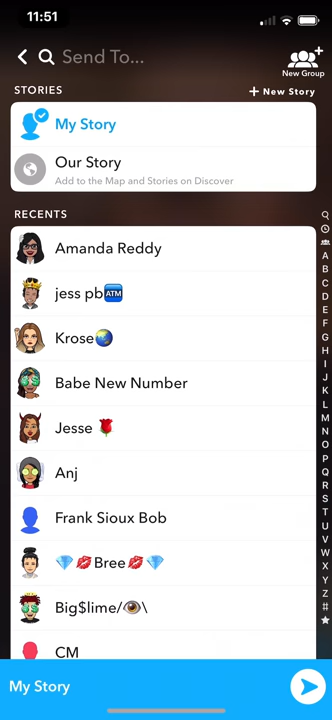 11:51
Send To...
New Group
STORIES
+ New Story
My Story
Our Story
Add to the Map and Stories on Discover
RECENTS
Amanda Reddy
jess pb🏧
Krose🌏
Babe New Number
Jesse 🌹
Anj
Frank Sioux Bob
💎💋Bree💋💎
Big$lime/👁️\
CM
A
B
C
D
E
F
G
H
I
J
K
L
M
N
O
P
Q
R
S
T
U
V
W
X
Y
Z
#
My Story